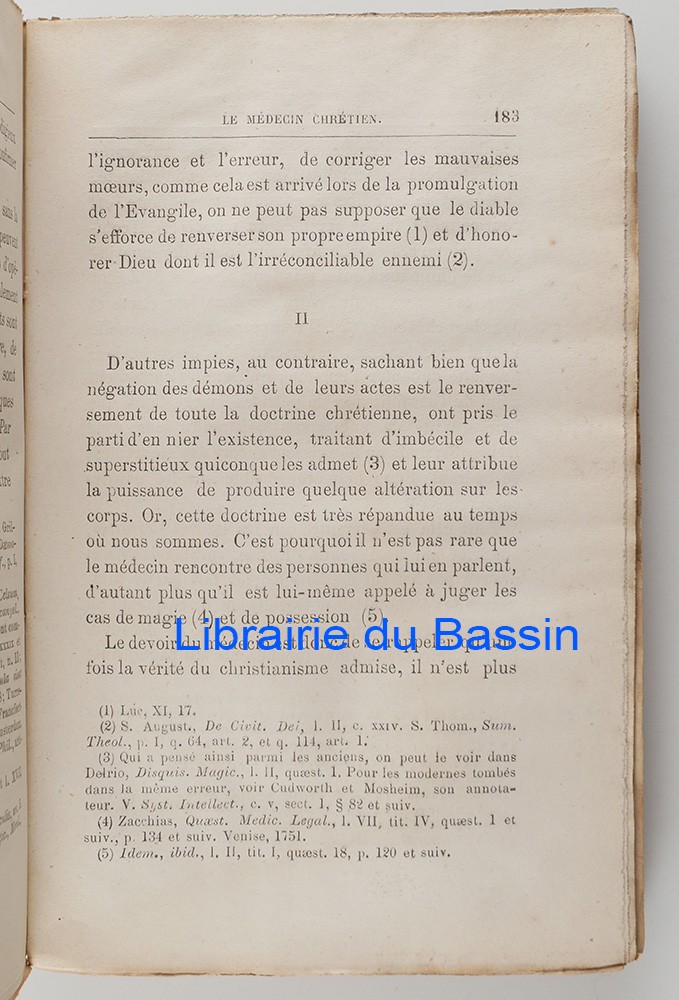 LE MÉDECIN CHRÉTIEN. 183
l'ignorance et l'erreur, de corriger les mauvaises
mœurs, comme cela est arrivé lors de la promulgation
de l'Evangile, on ne peut pas supposer que le diable
s'efforce de renverser son propre empire (1) et d'hono-
rer Dieu dont il est l'irréconciliable ennemi (2).
II
D'autres impies, au contraire, sachant bien que la
négation des démons et de leurs actes est le renver-
sement de toute la doctrine chrétienne, ont pris le
parti d'en nier l'existence, traitant d'imbécile et de
superstitieux quiconque les admet (3) et leur attribue
la puissance de produire quelque altération sur les
corps. Or, cette doctrine est très répandue au temps
où nous sommes. C'est pourquoi il n'est pas rare que
le médecin rencontre des personnes qui lui en parlent,
d'autant plus qu'il est lui-même appelé à juger les
cas de magie (4) et de possession (5).
Librairie du Bassin
Le devoir du médecin est donc de se rappeler qu'une
fois la vérité du christianisme admise, il n'est plus
(1) Luc, XI, 17.
(2) S. August., De Civit. Dei, l. II, c. XXIV. S. Thom., Sum.
Theol., p. I, q. 64, art. 2, et q. 114, art. 1.
(3) Qui a pensé ainsi parmi les anciens, on peut le voir dans
Delrio, Disquis. Magic., l. II, quæst. 1. Pour les modernes tombés
dans la même erreur, voir Cudworth et Mosheim, son annota-
teur. V. Syst. Intellect., c. V, sect. 1, § 82 et suiv.
(4) Zacchias, Quæst. Medic. Legal., l. VII, tit. IV, quæst. 1 et
suiv., p. 134 et suiv. Venise, 1751.
(5) Idem., ibid., l. II, tit. I, quæst. 18, p. 120 et suiv.